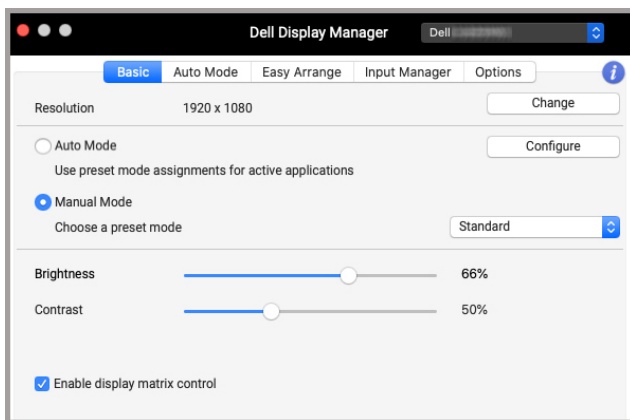 Dell Display Manager
Dell
Basic Auto Mode Easy Arrange Input Manager Options i
Resolution 1920 x 1080 Change
Auto Mode Configure
Use preset mode assignments for active applications
Manual Mode
Choose a preset mode Standard
Brightness 66%
Contrast 50%
Enable display matrix control